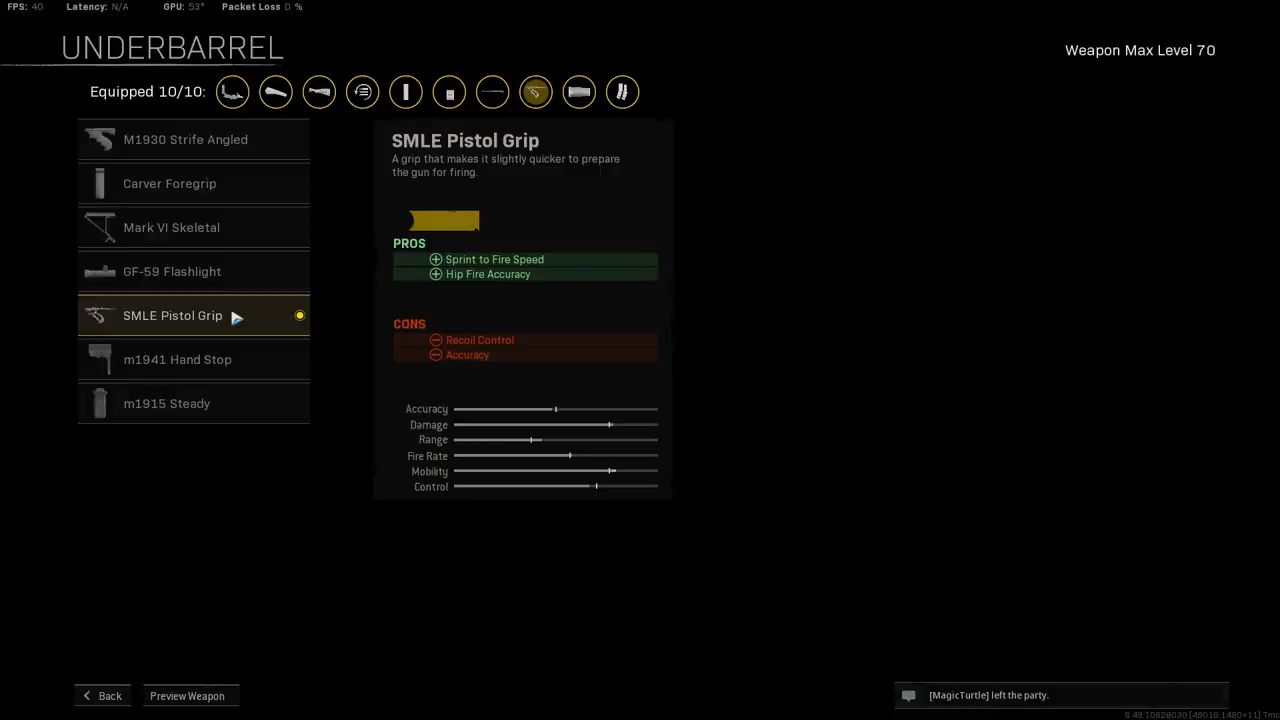 FPS: 40 Latency: N/A GPU: 53° Packet Loss 0 %
UNDERBARREL
Weapon Max Level 70
Equipped 10/10:
M1930 Strife Angled
Carver Foregrip
Mark VI Skeletal
GF-59 Flashlight
SMLE Pistol Grip
m1941 Hand Stop
m1915 Steady
SMLE Pistol Grip
A grip that makes it slightly quicker to prepare
the gun for firing.
PROS
Sprint to Fire Speed
Hip Fire Accuracy
CONS
Recoil Control
Accuracy
Accuracy
Damage
Range
Fire Rate
Mobility
Control
Back
Preview Weapon
[MagicTurtle] left the party.